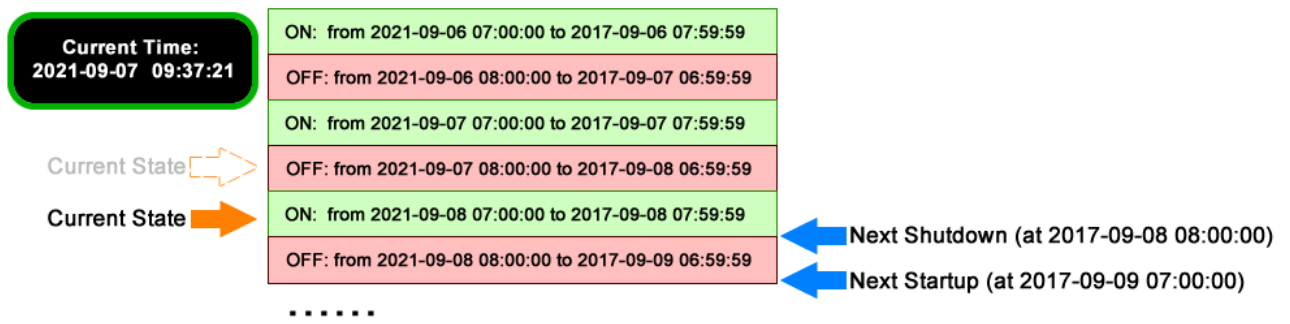 Current Time:
2021-09-07 09:37:21
ON: from 2021-09-06 07:00:00 to 2017-09-06 07:59:59
OFF: from 2021-09-06 08:00:00 to 2017-09-07 06:59:59
ON: from 2021-09-07 07:00:00 to 2017-09-07 07:59:59
Current State
OFF: from 2021-09-07 08:00:00 to 2017-09-08 06:59:59
Current State
ON: from 2021-09-08 07:00:00 to 2017-09-08 07:59:59
Next Shutdown (at 2017-09-08 08:00:00)
OFF: from 2021-09-08 08:00:00 to 2017-09-09 06:59:59
Next Startup (at 2017-09-09 07:00:00)
......